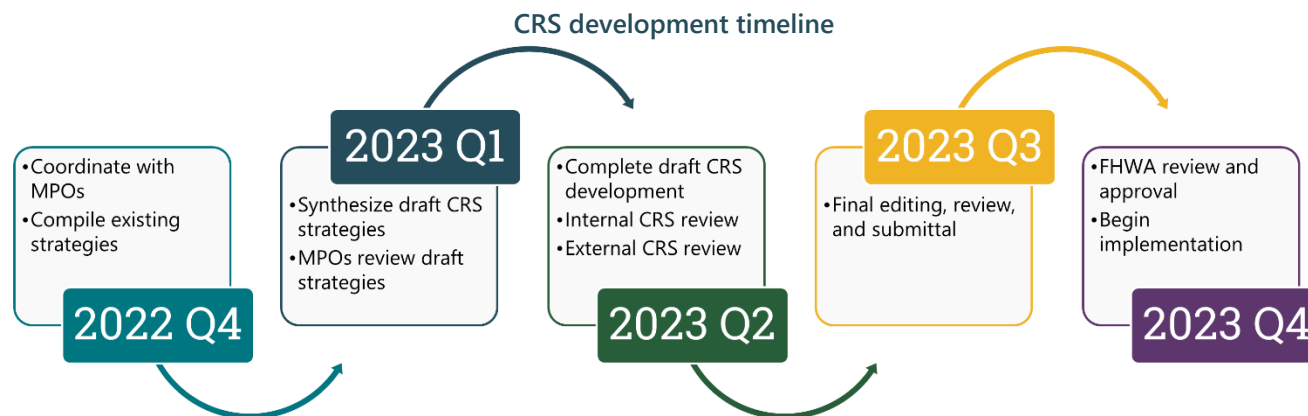 CRS development timeline
•Coordinate with
MPOs
•Compile existing
strategies
2022 Q4
2023 Q1
•Synthesize draft CRS
strategies
•MPOs review draft
strategies
•Complete draft CRS
development
•Internal CRS review
•External CRS review
2023 Q2
2023 Q3
•Final editing, review,
and submittal
•FHWA review and
approval
•Begin
implementation
2023 Q4